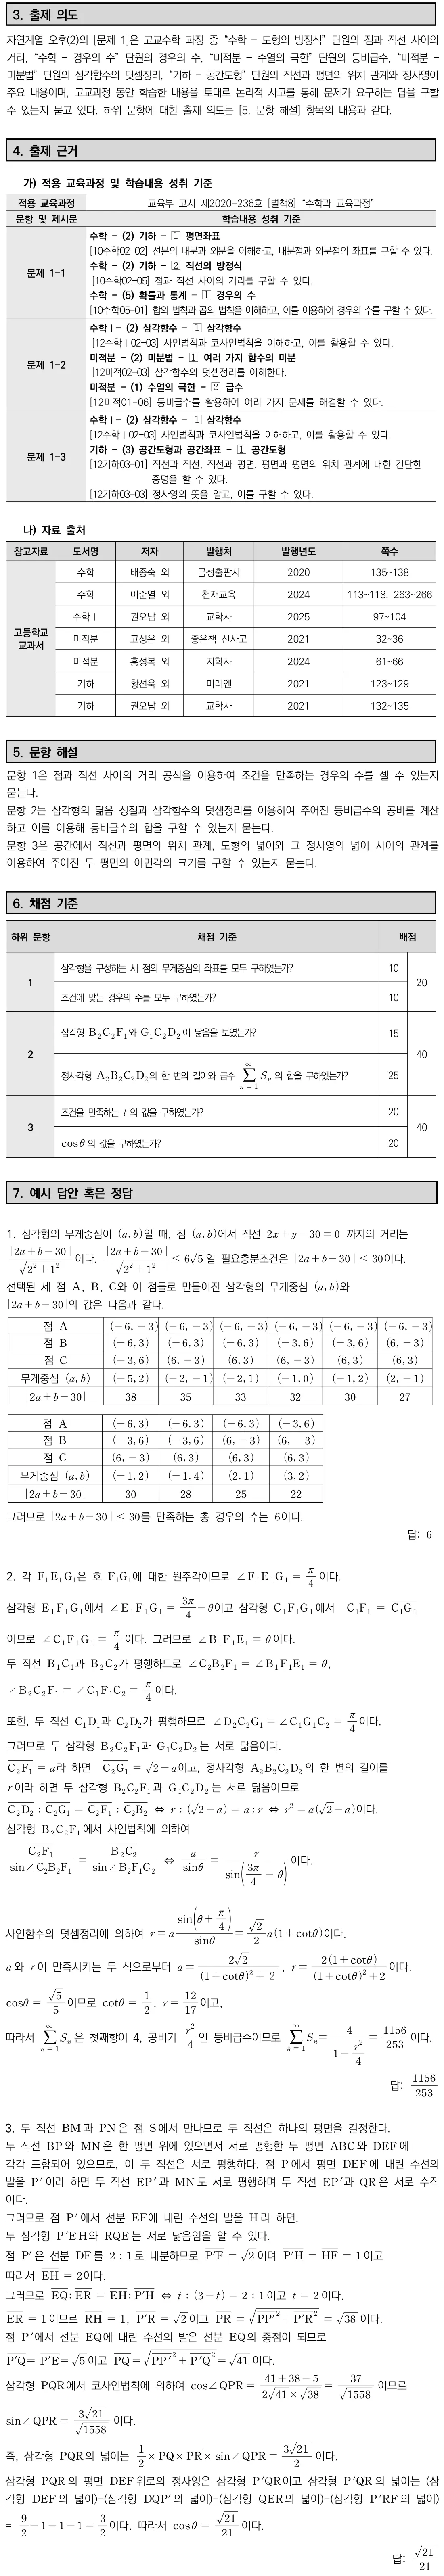 3. 출제 의도
자연계열 오후(2)의 [문제 1]은 고교수학 과정 중 “수학 - 도형의 방정식” 단원의 점과 직선 사이의
거리, “수학 - 경우의 수” 단원의 경우의 수, “미적분 - 수열의 극한” 단원의 등비급수, “미적분 -
미분법” 단원의 삼각함수의 덧셈정리, “기하 - 공간도형” 단원의 직선과 평면의 위치 관계와 정사영이
주요 내용이며, 고교과정 동안 학습한 내용을 토대로 논리적 사고를 통해 문제가 요구하는 답을 구할
수 있는지 묻고 있다. 하위 문항에 대한 출제 의도는 [5. 문항 해설] 항목의 내용과 같다.
4. 출제 근거
가) 적용 교육과정 및 학습내용 성취 기준
적용 교육과정 교육부 고시 제2020-236호 [별책8] “수학과 교육과정”
문항 및 제시문 학습내용 성취 기준
문제 1-1
수학 - (2) 기하 - 1 평면좌표
[10수학02-02] 선분의 내분과 외분을 이해하고, 내분점과 외분점의 좌표를 구할 수 있다.
수학 - (2) 기하 - 2 직선의 방정식
[10수학02-05] 점과 직선 사이의 거리를 구할 수 있다.
수학 - (5) 확률과 통계 - 1 경우의 수
[10수학05-01] 합의 법칙과 곱의 법칙을 이해하고, 이를 이용하여 경우의 수를 구할 수 있다.
문제 1-2
수학Ⅰ - (2) 삼각함수 - 1 삼각함수
[12수학Ⅰ02-03] 사인법칙과 코사인법칙을 이해하고, 이를 활용할 수 있다.
미적분 - (2) 미분법 - 1 여러 가지 함수의 미분
[12미적02-03] 삼각함수의 덧셈정리를 이해한다.
미적분 - (1) 수열의 극한 - 2 급수
[12미적01-06] 등비급수를 활용하여 여러 가지 문제를 해결할 수 있다.
문제 1-3
수학Ⅰ - (2) 삼각함수 - 1 삼각함수
[12수학Ⅰ02-03] 사인법칙과 코사인법칙을 이해하고, 이를 활용할 수 있다.
기하 - (3) 공간도형과 공간좌표 - 1 공간도형
[12기하03-01] 직선과 직선, 직선과 평면, 평면과 평면의 위치 관계에 대한 간단한
증명을 할 수 있다.
[12기하03-03] 정사영의 뜻을 알고, 이를 구할 수 있다.
나) 자료 출처
참고자료 도서명 저자 발행처 발행년도 쪽수
고등학교
교과서
수학 배종숙 외 금성출판사 2020 135~138
수학 이준열 외 천재교육 2024 113~118, 263~266
수학Ⅰ 권오남 외 교학사 2025 97~104
미적분 고성은 외 좋은책 신사고 2021 32~36
미적분 홍성복 외 지학사 2024 61~66
기하 황선욱 외 미래엔 2021 123~129
기하 권오남 외 교학사 2021 132~135
5. 문항 해설
문항 1은 점과 직선 사이의 거리 공식을 이용하여 조건을 만족하는 경우의 수를 셀 수 있는지
묻는다.
문항 2는 삼각형의 닮음 성질과 삼각함수의 덧셈정리를 이용하여 주어진 등비급수의 공비를 계산
하고 이를 이용해 등비급수의 합을 구할 수 있는지 묻는다.
문항 3은 공간에서 직선과 평면의 위치 관계, 도형의 넓이와 그 정사영의 넓이 사이의 관계를
이용하여 주어진 두 평면의 이면각의 크기를 구할 수 있는지 묻는다.
6. 채점 기준
하위 문항 채점 기준 배점
1 삼각형을 구성하는 세 점의 무게중심의 좌표를 모두 구하였는가? 10 20
조건에 맞는 경우의 수를 모두 구하였는가? 10
2 삼각형 B₂C₂F₁와 G₁C₂D₂이 닮음을 보였는가? 15 40
정사각형 A₂B₂C₂D₂의 한 변의 길이와 급수 ∑_{n=1}^{∞} Sₙ의 합을 구하였는가? 25
3 조건을 만족하는 t의 값을 구하였는가? 20 40
cosθ의 값을 구하였는가? 20
7. 예시 답안 혹은 정답
1. 삼각형의 무게중심이 (a, b)일 때, 점 (a, b)에서 직선 2x+y-30=0 까지의 거리는
|2a+b-30|/√(2²+1²) 이다. |2a+b-30|/√(2²+1²) ≤ 6√5일 필요충분조건은 |2a+b-30| ≤ 30이다.
선택된 세 점 A, B, C와 이 점들로 만들어진 삼각형의 무게중심 (a, b)와
|2a+b-30|의 값은 다음과 같다.
점 A (-6, -3) (-6, -3) (-6, -3) (-6, -3) (-6, -3) (-6, -3)
점 B (-6, 3) (-6, 3) (-6, 3) (-3, 6) (-3, 6) (6, -3)
점 C (-3, 6) (6, -3) (6, 3) (6, -3) (6, 3) (6, 3)
무게중심 (a, b) (-5, 2) (-2, -1) (-2, 1) (-1, 0) (-1, 2) (2, -1)
|2a+b-30| 38 35 33 32 30 27
점 A (-6, 3) (-6, 3) (-6, 3) (-3, 6)
점 B (-3, 6) (-3, 6) (6, -3) (6, -3)
점 C (6, -3) (6, 3) (6, 3) (6, 3)
무게중심 (a, b) (-1, 2) (-1, 4) (2, 1) (3, 2)
|2a+b-30| 30 28 25 22
그러므로 |2a+b-30| ≤ 30를 만족하는 총 경우의 수는 6이다.
답: 6
2. 각 F₁E₁G₁은 호 F₁G₁에 대한 원주각이므로 ∠F₁E₁G₁ = π/4 이다.
삼각형 E₁F₁G₁에서 ∠E₁F₁G₁ = 3π/4 - θ이고 삼각형 C₁F₁G₁에서 C₁F₁ = C₁G₁
이므로 ∠C₁F₁G₁ = π/4 이다. 그러므로 ∠B₁F₁E₁ = θ이다.
두 직선 B₁C₁과 B₂C₂가 평행하므로 ∠C₂B₂F₁ = ∠B₁F₁E₁ = θ,
∠B₂C₂F₁ = ∠C₁F₁C₂ = π/4이다.
또한, 두 직선 C₁D₁과 C₂D₂가 평행하므로 ∠D₂C₂G₁ = ∠C₁G₁C₂ = π/4이다.
그러므로 두 삼각형 B₂C₂F₁과 G₁C₂D₂는 서로 닮음이다.
C₂F₁ = a라 하면 C₂G₁ = √2 - a이고, 정사각형 A₂B₂C₂D₂의 한 변의 길이를
r이라 하면 두 삼각형 B₂C₂F₁과 G₁C₂D₂는 서로 닮음이므로
C₂D₂ : C₂G₁ = C₂F₁ : C₂B₂ ⇔ r : (√2 - a) = a : r ⇔ r² = a(√2 - a)이다.
삼각형 B₂C₂F₁에서 사인법칙에 의하여
C₂F₁/sin∠C₂B₂F₁ = B₂C₂/sin∠B₂F₁C₂ ⇔ a/sinθ = r/sin(3π/4 - θ) 이다.
사인함수의 덧셈정리에 의하여 r = a sin(θ+π/4)/sinθ = √2/2 a(1+cotθ)이다.
a와 r이 만족시키는 두 식으로부터 a = 2√2/((1+cotθ)²+2), r = 2(1+cotθ)/((1+cotθ)²+2) 이다.
cosθ = √5/5 이므로 cotθ = 1/2, r = 12/17이고,
따라서 ∑_{n=1}^{∞} Sₙ은 첫째항이 4, 공비가 r²/4인 등비급수이므로 ∑_{n=1}^{∞} Sₙ = 4/(1-r²/4) = 1156/253 이다.
답: 1156/253
3. 두 직선 BM과 PN은 점 S에서 만나므로 두 직선은 하나의 평면을 결정한다.
두 직선 BP와 MN은 한 평면 위에 있으면서 서로 평행한 두 평면 ABC와 DEF에
각각 포함되어 있으므로, 이 두 직선은 서로 평행하다. 점 P에서 평면 DEF에 내린 수선의
발을 P′이라 하면 두 직선 EP′과 MN도 서로 평행하며 두 직선 EP′과 QR은 서로 수직
이다.
그러므로 점 P′에서 선분 EF에 내린 수선의 발을 H라 하면,
두 삼각형 P′EH와 RQE는 서로 닮음임을 알 수 있다.
점 P′은 선분 DF를 2 : 1로 내분하므로 P′F = √2이며 P′H = HF = 1이고
따라서 EH = 2이다.
그러므로 EQ : ER = EH : P′H ⇔ t : (3-t) = 2 : 1이고 t = 2이다.
ER = 1이므로 RH = 1, P′R = √2이고 PR = √(PP′²+P′R²) = √38 이다.
점 P′에서 선분 EQ에 내린 수선의 발은 선분 EQ의 중점이 되므로
P′Q = P′E = √5이고 PQ = √(PP′²+P′Q²) = √41 이다.
삼각형 PQR에서 코사인법칙에 의하여 cos∠QPR = (41+38-5)/(2√41×√38) = 37/√1558 이므로
sin∠QPR = 3√21/√1558 이다.
즉, 삼각형 PQR의 넓이는 1/2×PQ×PR×sin∠QPR = 3√21/2 이다.
삼각형 PQR의 평면 DEF위로의 정사영은 삼각형 P′QR이고 삼각형 P′QR의 넓이는 (삼
각형 DEF의 넓이)-(삼각형 DQP′의 넓이)-(삼각형 QER의 넓이)-(삼각형 P′RF의 넓이)
= 9/2-1-1-1 = 3/2이다. 따라서 cosθ = √21/21이다.
답: √21/21